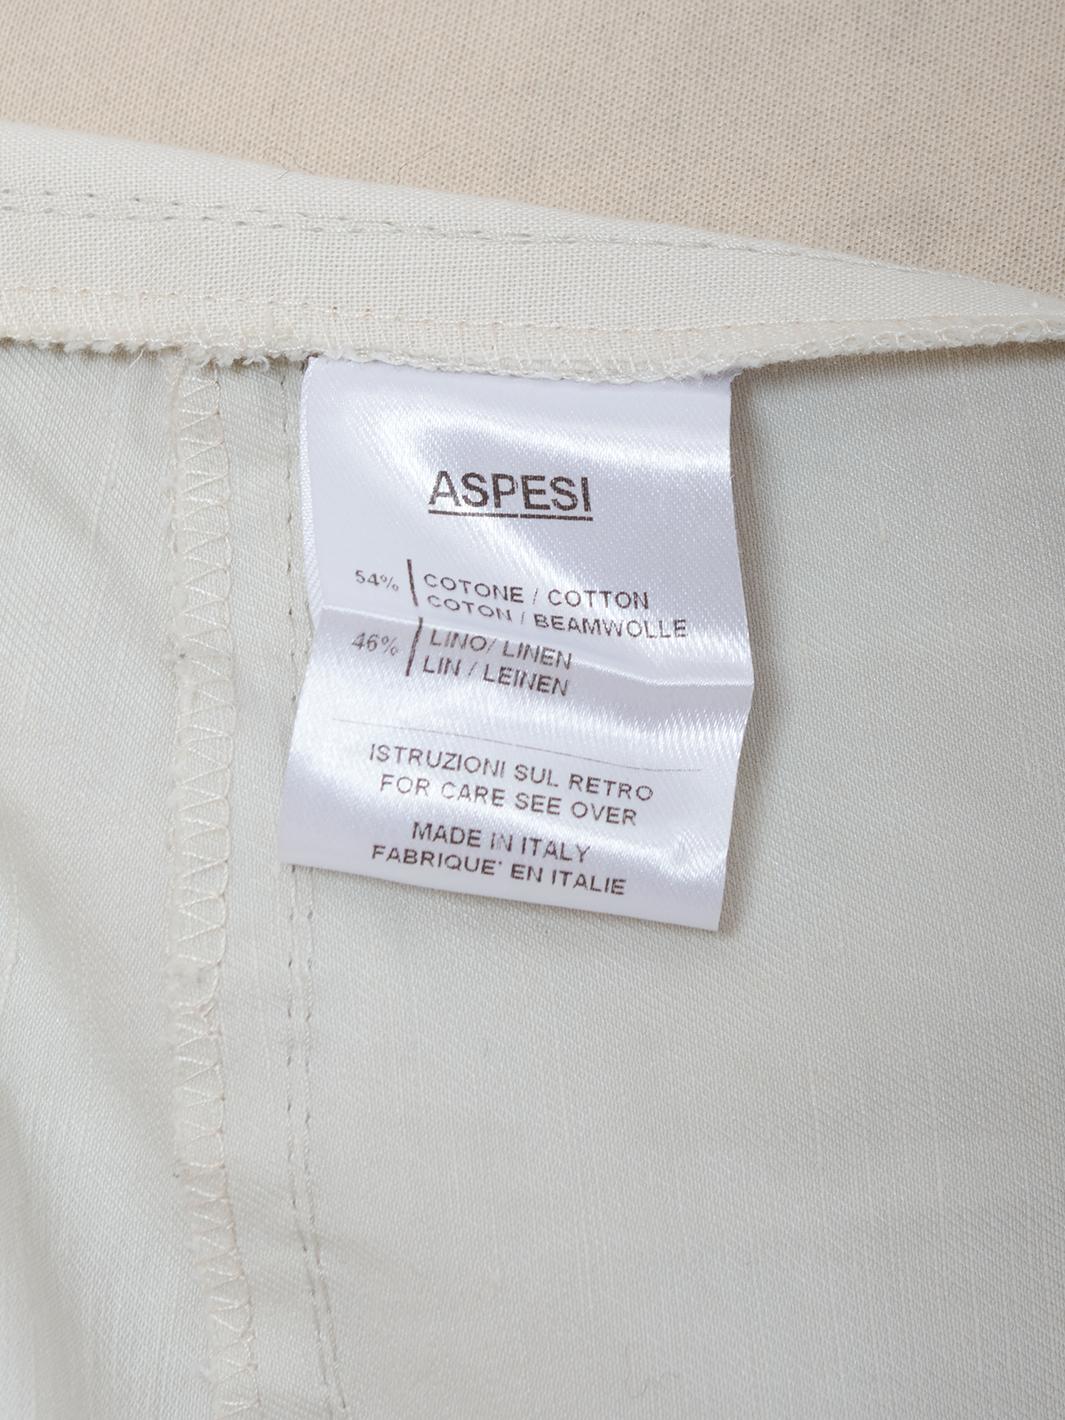 ASPESI
54% COTONE / COTTON
COTON / BEAMWOLLE
46% LINO/ LINEN
LIN / LEINEN
ISTRUZIONI SUL RETRO
FOR CARE SEE OVER
MADE IN ITALY
FABRIQUE' EN ITALIE